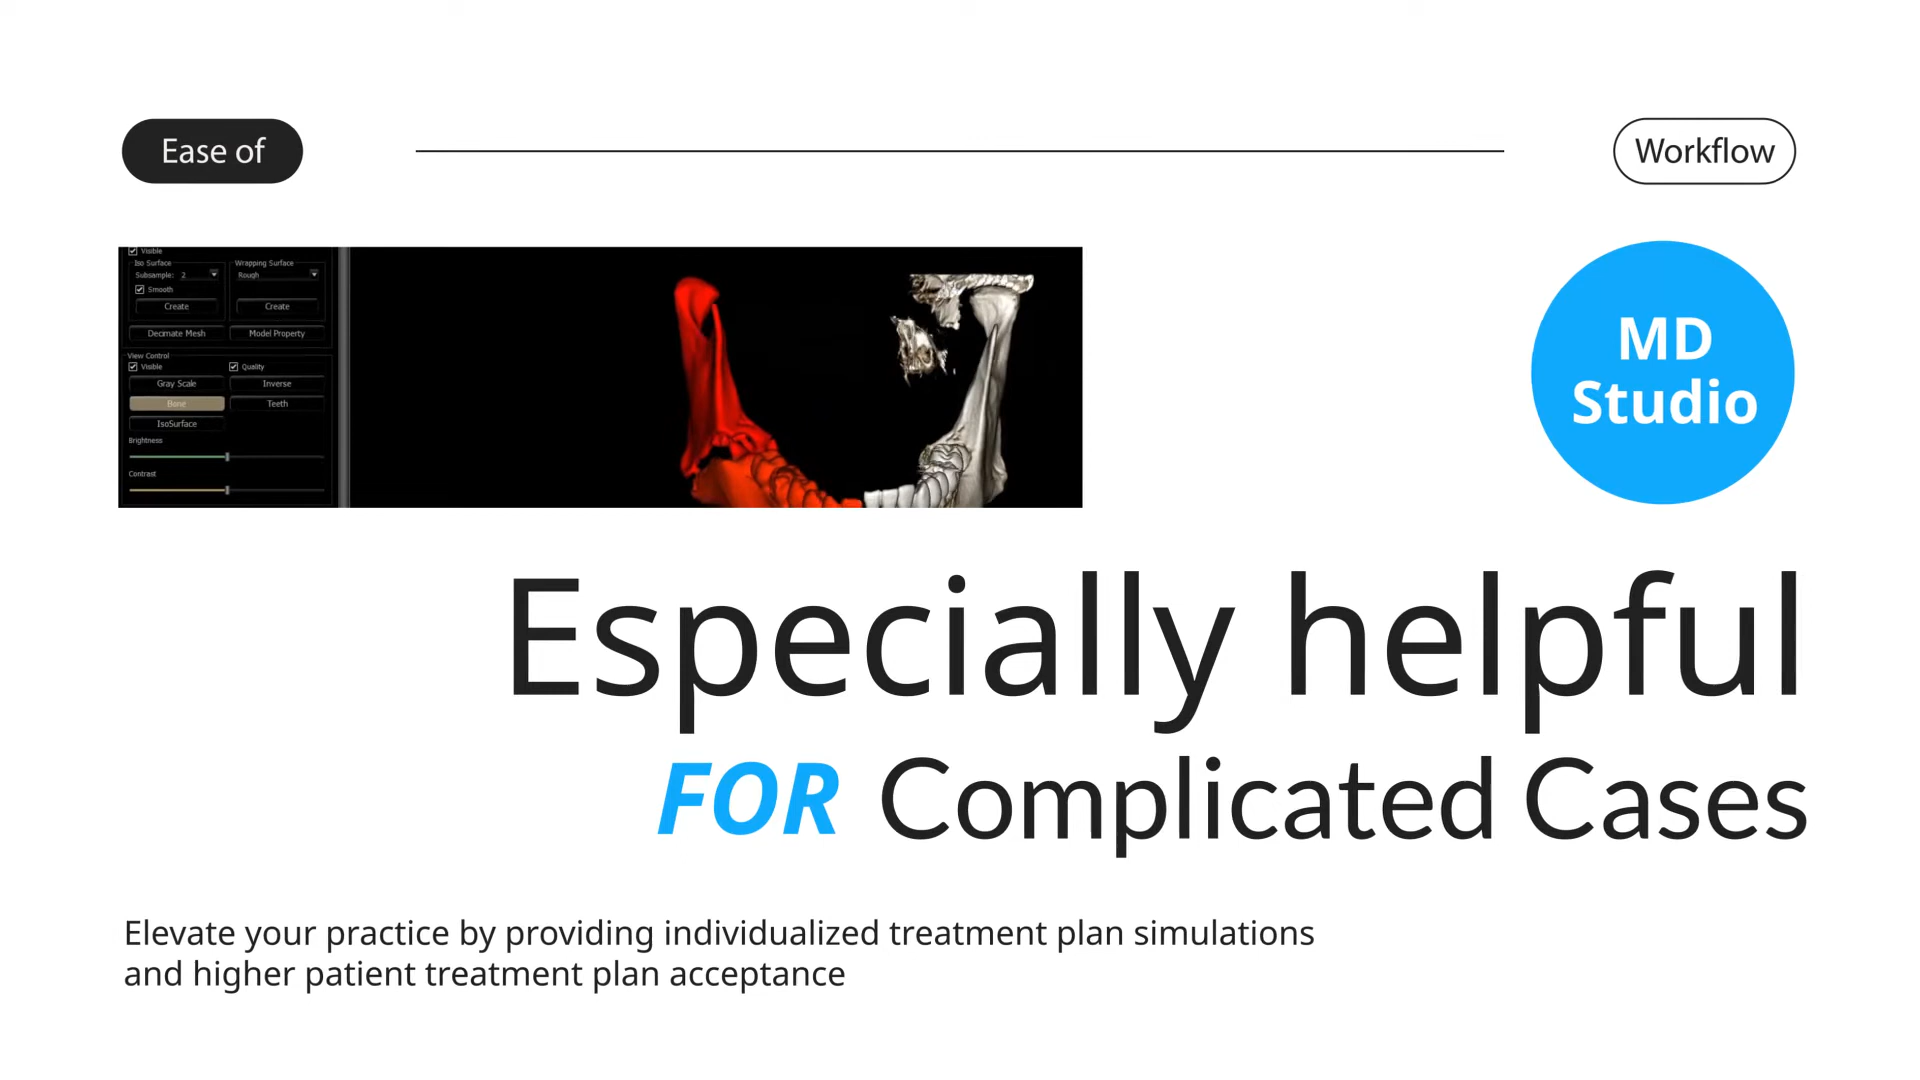 Ease of
Workflow
Visible
Iso Surface
Wrapping Surface
Subsample: 2
Rough
Smooth
Create
Create
Decimate Mesh
Model Property
View Control
Visible
Quality
Gray Scale
Inverse
Bone
Teeth
IsoSurface
Brightness
Contrast
MD
Studio
Especially helpful
FOR Complicated Cases
Elevate your practice by providing individualized treatment plan simulations
and higher patient treatment plan acceptance